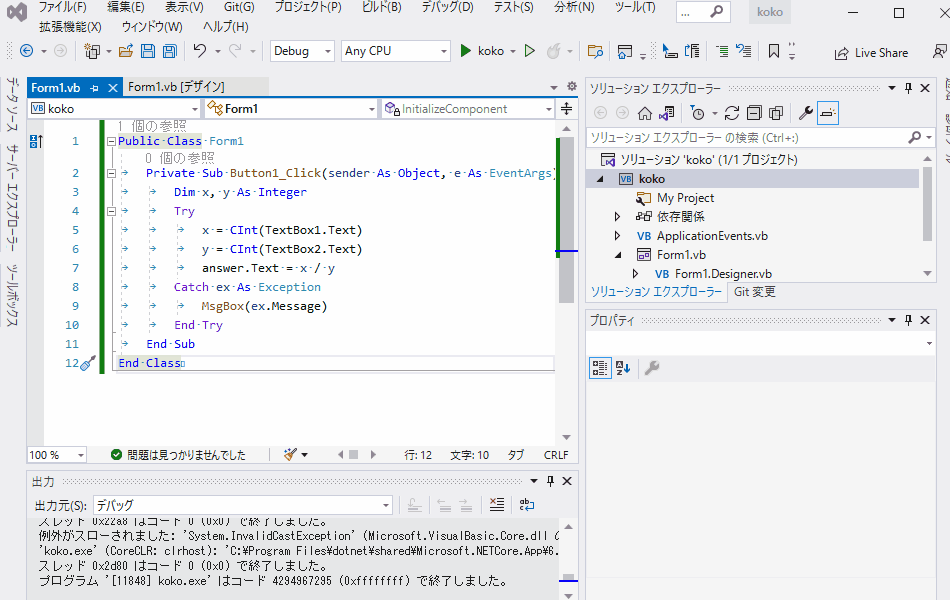 ファイル(F) 編集(E) 表示(V) Git(G) プロジェクト(P) ビルド(B) デバッグ(D) テスト(S) 分析(N) ツール(T) ... koko
拡張機能(X) ウィンドウ(W) ヘルプ(H)
Debug Any CPU koko Live Share
データ ソース
サーバー エクスプローラー
ツールボックス
Form1.vb Form1.vb [デザイン]
VB koko Form1 InitializeComponent
1 個の参照
1 Public Class Form1
0 個の参照
2 Private Sub Button1_Click(sender As Object, e As EventArgs)
3 Dim x, y As Integer
4 Try
5 x = CInt(TextBox1.Text)
6 y = CInt(TextBox2.Text)
7 answer.Text = x / y
8 Catch ex As Exception
9 MsgBox(ex.Message)
10 End Try
11 End Sub
12 End Class
100 % 問題は見つかりませんでした 行: 12 文字: 10 タブ CRLF
出力
出力元(S): デバッグ
スレッド 0x22a8 はコード 0 (0x0) で終了しました。
例外がスローされました: 'System.InvalidCastException' (Microsoft.VisualBasic.Core.dll の
'koko.exe' (CoreCLR: clrhost): 'C:¥Program Files¥dotnet¥shared¥Microsoft.NETCore.App¥6.
スレッド 0x2d80 はコード 0 (0x0) で終了しました。
プログラム '[11848] koko.exe' はコード 4294967295 (0xffffffff) で終了しました。
ソリューション エクスプローラー
ソリューション エクスプローラー の検索 (Ctrl+:)
ソリューション 'koko' (1/1 プロジェクト)
VB koko
My Project
依存関係
VB ApplicationEvents.vb
Form1.vb
VB Form1.Designer.vb
ソリューション エクスプローラー Git 変更
プロパティ